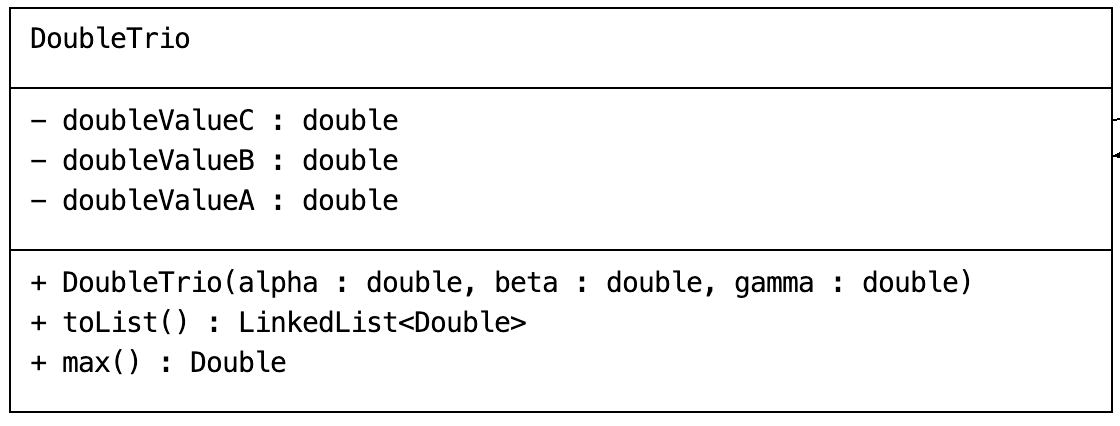 DoubleTrio
- doubleValueC : double
- doubleValueB : double
- doubleValueA : double
+ DoubleTrio(alpha : double, beta : double, gamma : double)
+ toList() : LinkedList<Double>
+ max() : Double